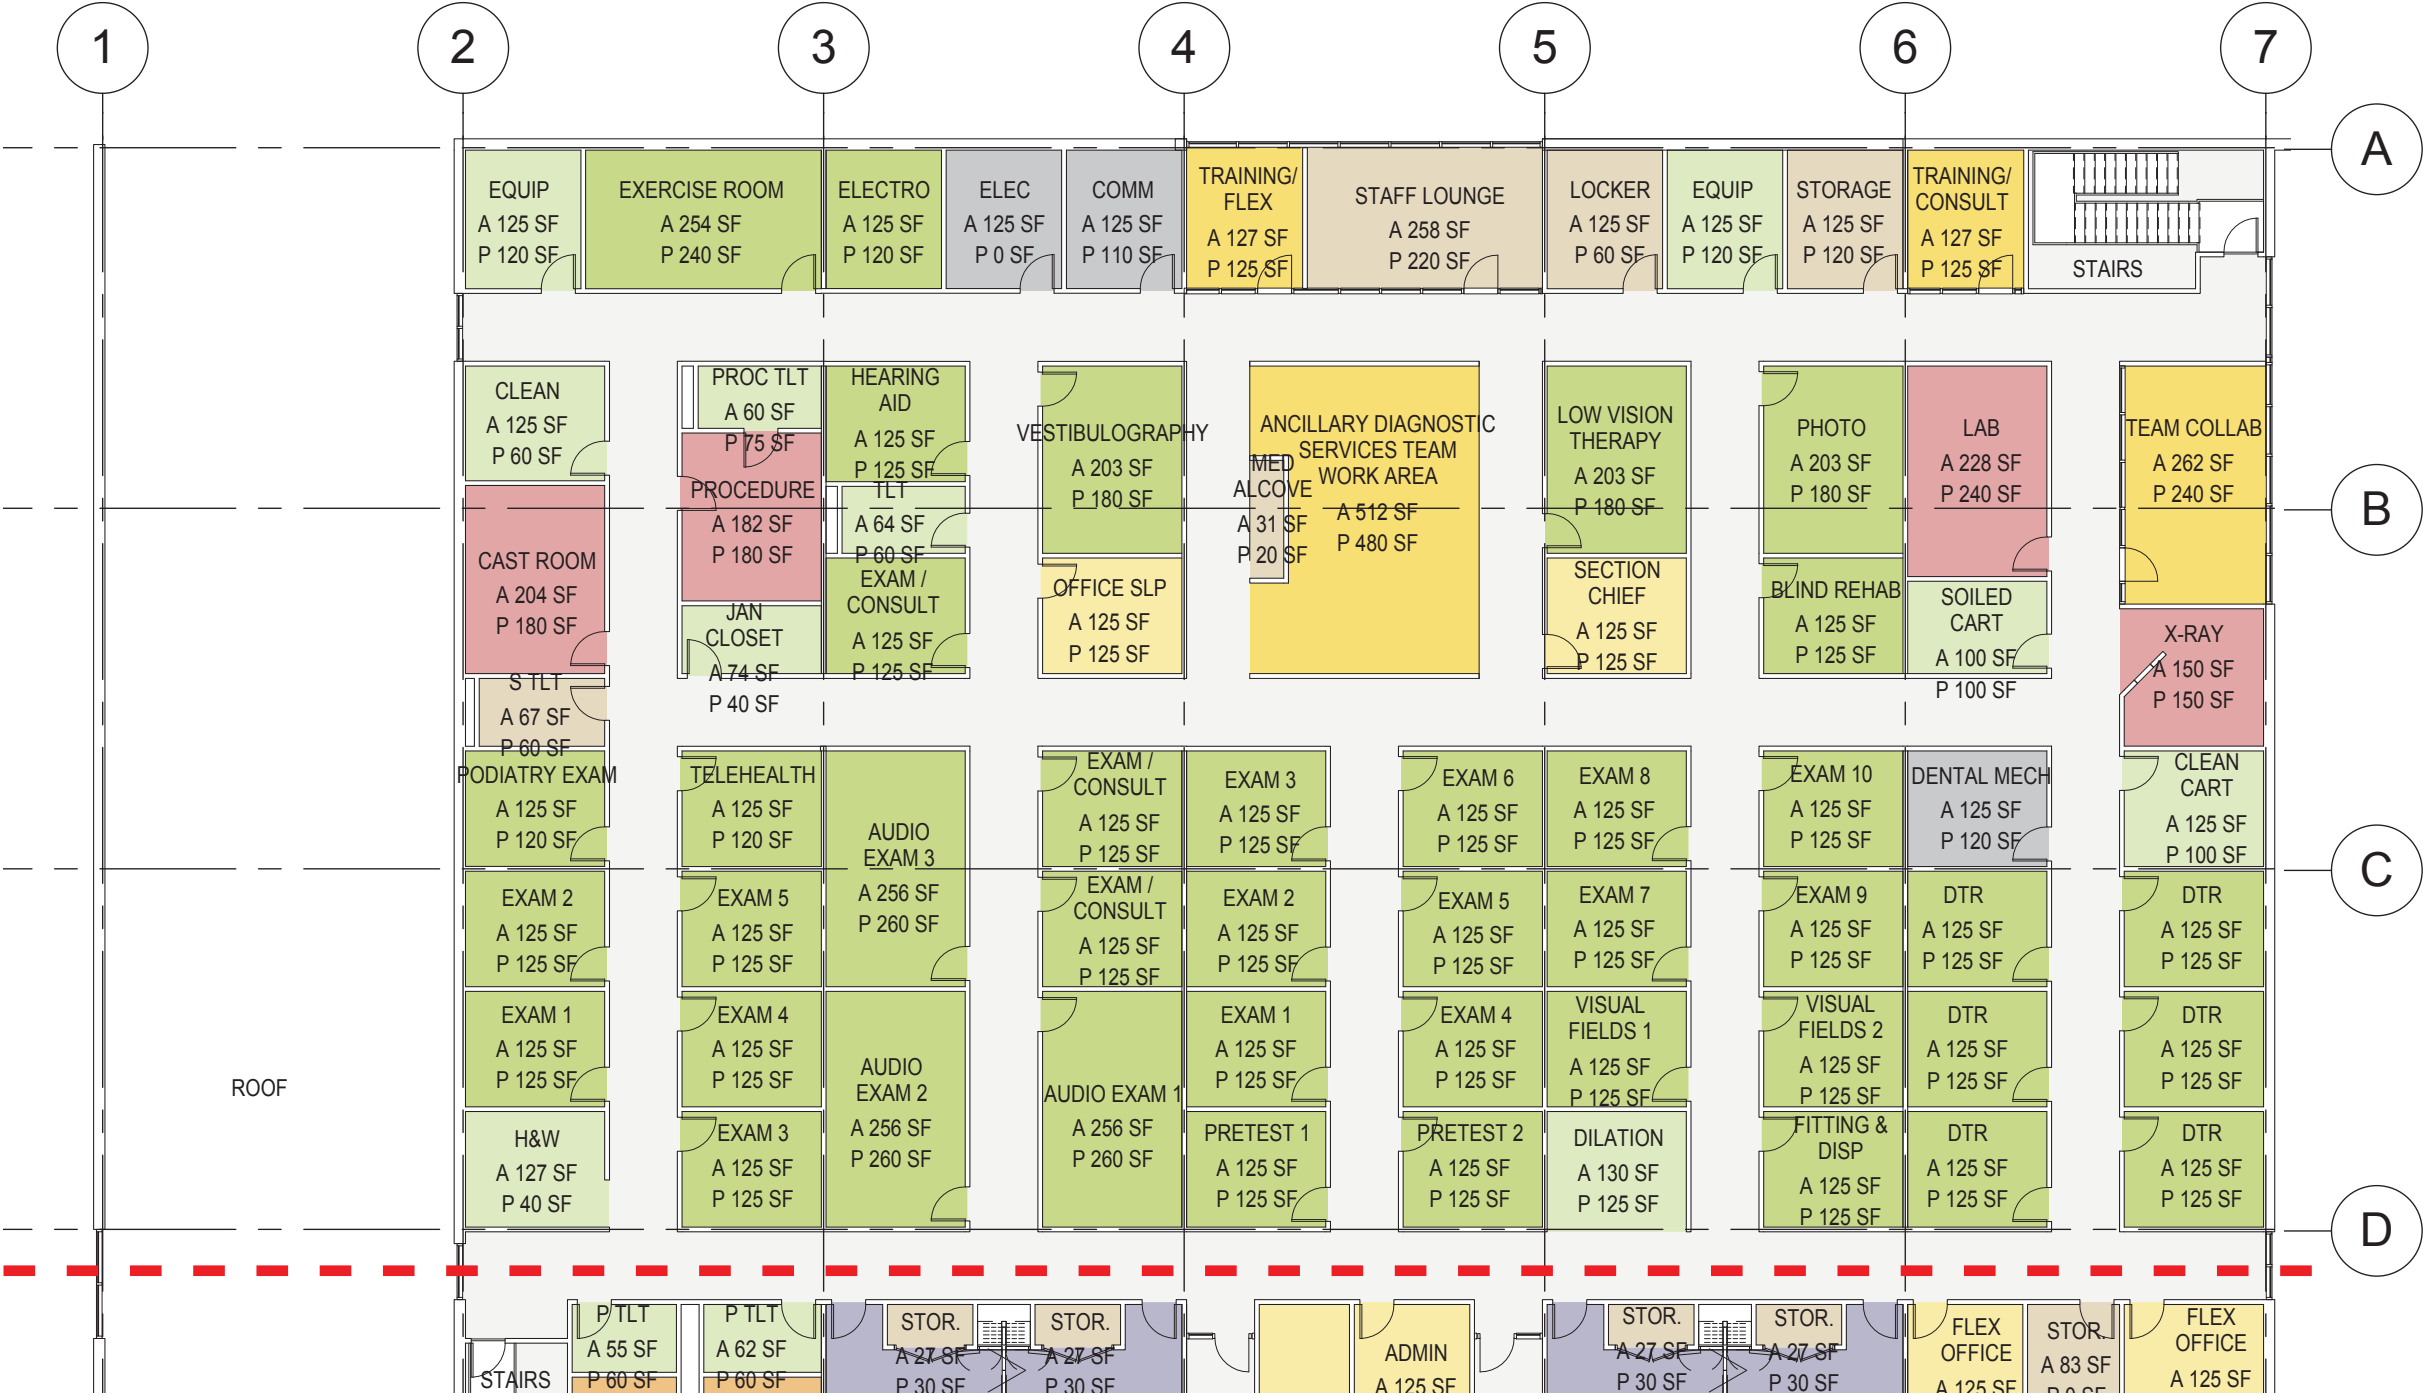 1
2
3
4
5
6
7
A
B
C
D
EQUIP
A 125 SF
P 120 SF
EXERCISE ROOM
A 254 SF
P 240 SF
ELECTRO
A 125 SF
P 120 SF
ELEC
A 125 SF
P 0 SF
COMM
A 125 SF
P 110 SF
TRAINING/
FLEX
A 127 SF
P 125 SF
STAFF LOUNGE
A 258 SF
P 220 SF
LOCKER
A 125 SF
P 60 SF
EQUIP
A 125 SF
P 120 SF
STORAGE
A 125 SF
P 120 SF
TRAINING/
CONSULT
A 127 SF
P 125 SF
STAIRS
CLEAN
A 125 SF
P 60 SF
PROC TLT
A 60 SF
P 75 SF
HEARING
AID
A 125 SF
P 125 SF
VESTIBULOGRAPHY
A 203 SF
P 180 SF
ANCILLARY DIAGNOSTIC
SERVICES TEAM
WORK AREA
A 512 SF
P 480 SF
MED
ALCOVE
A 31 SF
P 20 SF
LOW VISION
THERAPY
A 203 SF
P 180 SF
PHOTO
A 203 SF
P 180 SF
LAB
A 228 SF
P 240 SF
TEAM COLLAB
A 262 SF
P 240 SF
CAST ROOM
A 204 SF
P 180 SF
PROCEDURE
A 182 SF
P 180 SF
TLT
A 64 SF
P 60 SF
EXAM /
CONSULT
A 125 SF
P 125 SF
JAN
CLOSET
A 74 SF
P 40 SF
OFFICE SLP
A 125 SF
P 125 SF
SECTION
CHIEF
A 125 SF
P 125 SF
BLIND REHAB
A 125 SF
P 125 SF
SOILED
CART
A 100 SF
P 100 SF
X-RAY
A 150 SF
P 150 SF
S TLT
A 67 SF
P 60 SF
PODIATRY EXAM
A 125 SF
P 120 SF
TELEHEALTH
A 125 SF
P 120 SF
AUDIO
EXAM 3
A 256 SF
P 260 SF
EXAM /
CONSULT
A 125 SF
P 125 SF
EXAM 3
A 125 SF
P 125 SF
EXAM 6
A 125 SF
P 125 SF
EXAM 8
A 125 SF
P 125 SF
EXAM 10
A 125 SF
P 125 SF
DENTAL MECH
A 125 SF
P 120 SF
CLEAN
CART
A 125 SF
P 100 SF
EXAM 2
A 125 SF
P 125 SF
EXAM 5
A 125 SF
P 125 SF
EXAM /
CONSULT
A 125 SF
P 125 SF
EXAM 2
A 125 SF
P 125 SF
EXAM 5
A 125 SF
P 125 SF
EXAM 7
A 125 SF
P 125 SF
EXAM 9
A 125 SF
P 125 SF
DTR
A 125 SF
P 125 SF
DTR
A 125 SF
P 125 SF
ROOF
EXAM 1
A 125 SF
P 125 SF
EXAM 4
A 125 SF
P 125 SF
AUDIO
EXAM 2
A 256 SF
P 260 SF
AUDIO EXAM 1
A 256 SF
P 260 SF
EXAM 1
A 125 SF
P 125 SF
EXAM 4
A 125 SF
P 125 SF
VISUAL
FIELDS 1
A 125 SF
P 125 SF
VISUAL
FIELDS 2
A 125 SF
P 125 SF
DTR
A 125 SF
P 125 SF
DTR
A 125 SF
P 125 SF
H&W
A 127 SF
P 40 SF
EXAM 3
A 125 SF
P 125 SF
PRETEST 1
A 125 SF
P 125 SF
PRETEST 2
A 125 SF
P 125 SF
DILATION
A 130 SF
P 125 SF
FITTING &
DISP
A 125 SF
P 125 SF
DTR
A 125 SF
P 125 SF
DTR
A 125 SF
P 125 SF
STAIRS
P TLT
A 55 SF
P 60 SF
P TLT
A 62 SF
P 60 SF
STOR.
A 27 SF
P 30 SF
STOR.
A 27 SF
P 30 SF
ADMIN
A 125 SF
STOR.
A 27 SF
P 30 SF
STOR.
A 27 SF
P 30 SF
FLEX
OFFICE
A 125 SF
STOR.
A 83 SF
P 0 SF
FLEX
OFFICE
A 125 SF